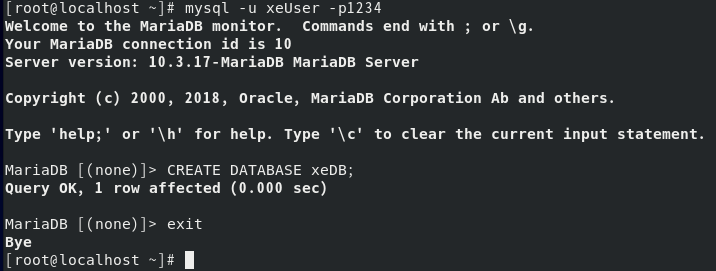 [root@localhost ~]# mysql -u xeUser -p1234
Welcome to the MariaDB monitor.  Commands end with ; or \g.
Your MariaDB connection id is 10
Server version: 10.3.17-MariaDB MariaDB Server
Copyright (c) 2000, 2018, Oracle, MariaDB Corporation Ab and others.
Type 'help;' or '\h' for help. Type '\c' to clear the current input statement.
MariaDB [(none)]> CREATE DATABASE xeDB;
Query OK, 1 row affected (0.000 sec)
MariaDB [(none)]> exit
Bye
[root@localhost ~]#